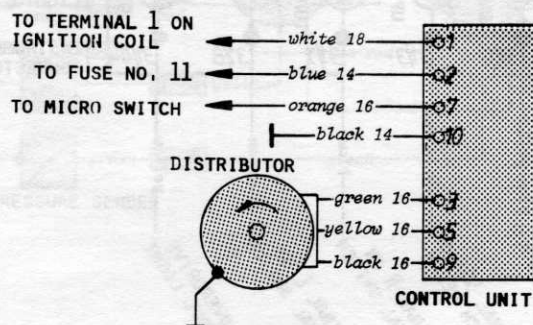 TO TERMINAL 1 ON
IGNITION COIL
white 18
1
TO FUSE NO. 11
blue 14
2
TO MICRO SWITCH
orange 16
7
black 14
10
DISTRIBUTOR
green 16
3
yellow 16
5
black 16
9
CONTROL UNIT